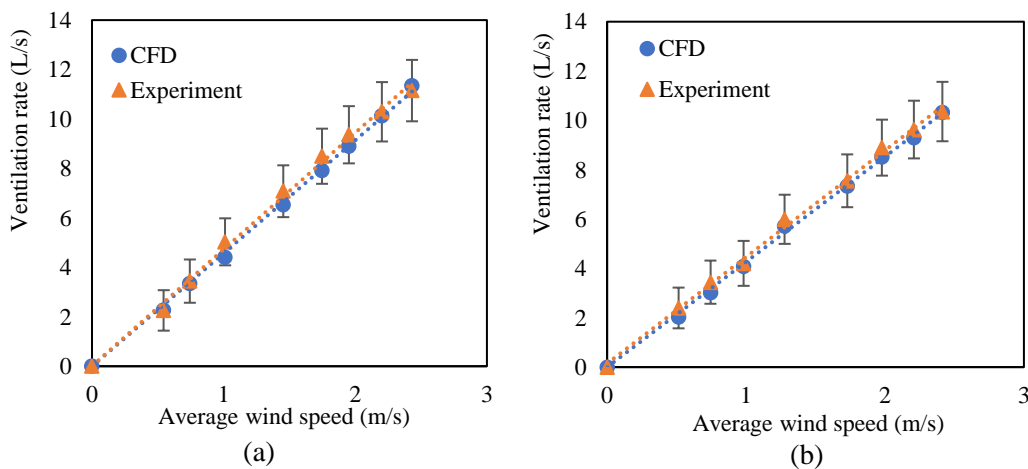 14
12
10
8
6
4
2
0
Ventilation rate (L/s)
CFD
Experiment
0
1
2
3
Average wind speed (m/s)
(a)
14
12
10
8
6
4
2
0
Ventilation rate (L/s)
CFD
Experiment
0
1
2
3
Average wind speed (m/s)
(b)